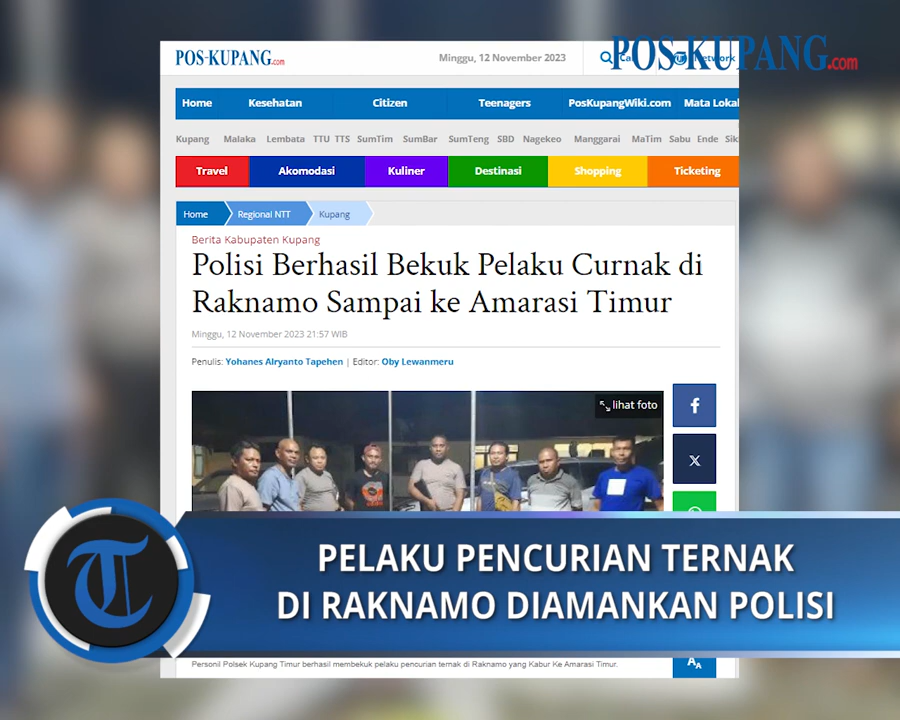 POS-KUPANG.com
POS-KUPANG.com Minggu, 12 November 2023 Network
Home Kesehatan Citizen Teenagers PosKupangWiki.com Mata Lokal
Kupang Malaka Lembata TTU TTS SumTim SumBar SumTeng SBD Nagekeo Manggarai MaTim Sabu Ende Sik
Travel Akomodasi Kuliner Destinasi Shopping Ticketing
Home Regional NTT Kupang
Berita Kabupaten Kupang
Polisi Berhasil Bekuk Pelaku Curnak di
Raknamo Sampai ke Amarasi Timur
Minggu, 12 November 2023 21:57 WIB
Penulis: Yohanes Alryanto Tapehen | Editor: Oby Lewanmeru
lihat foto
PELAKU PENCURIAN TERNAK
DI RAKNAMO DIAMANKAN POLISI
Personil Polsek Kupang Timur berhasil membekuk pelaku pencurian ternak di Raknamo yang Kabur Ke Amarasi Timur.
AA